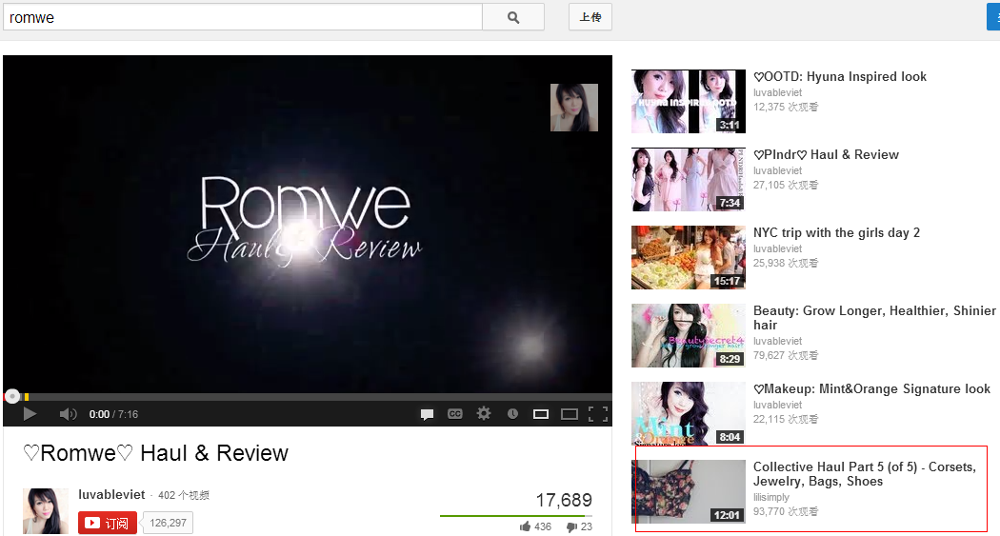 romwe
上传
Romwe
Haul & Review
0:00 / 7:16
♡Romwe♡ Haul & Review
luvableviet · 402 个视频
订阅
126,297
17,689
436
23
♡OOTD: Hyuna Inspired look
luvableviet
12,375 次观看
HYUNA INSPIRED OOTD
3:11
♡PIndr♡ Haul & Review
luvableviet
27,105 次观看
7:34
NYC trip with the girls day 2
luvableviet
25,938 次观看
15:17
Beauty: Grow Longer, Healthier, Shinier
hair
luvableviet
79,627 次观看
BeautySecret4
8:29
♡Makeup: Mint&Orange Signature look
luvableviet
22,115 次观看
Mint
& Orange
Signature look
8:04
Collective Haul Part 5 (of 5) - Corsets,
Jewelry, Bags, Shoes
lilisimply
93,770 次观看
12:01